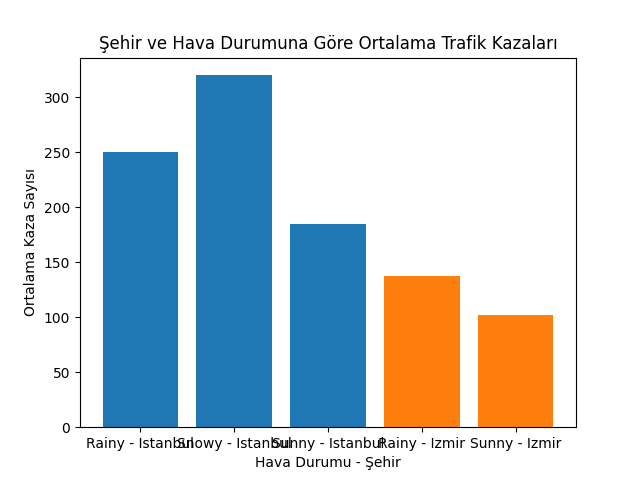 Şehir ve Hava Durumuna Göre Ortalama Trafik Kazaları
Ortalama Kaza Sayısı
300
250
200
150
100
50
0
Rainy - Istanbul
Snowy - Istanbul
Sunny - Istanbul
Rainy - Izmir
Sunny - Izmir
Hava Durumu - Şehir